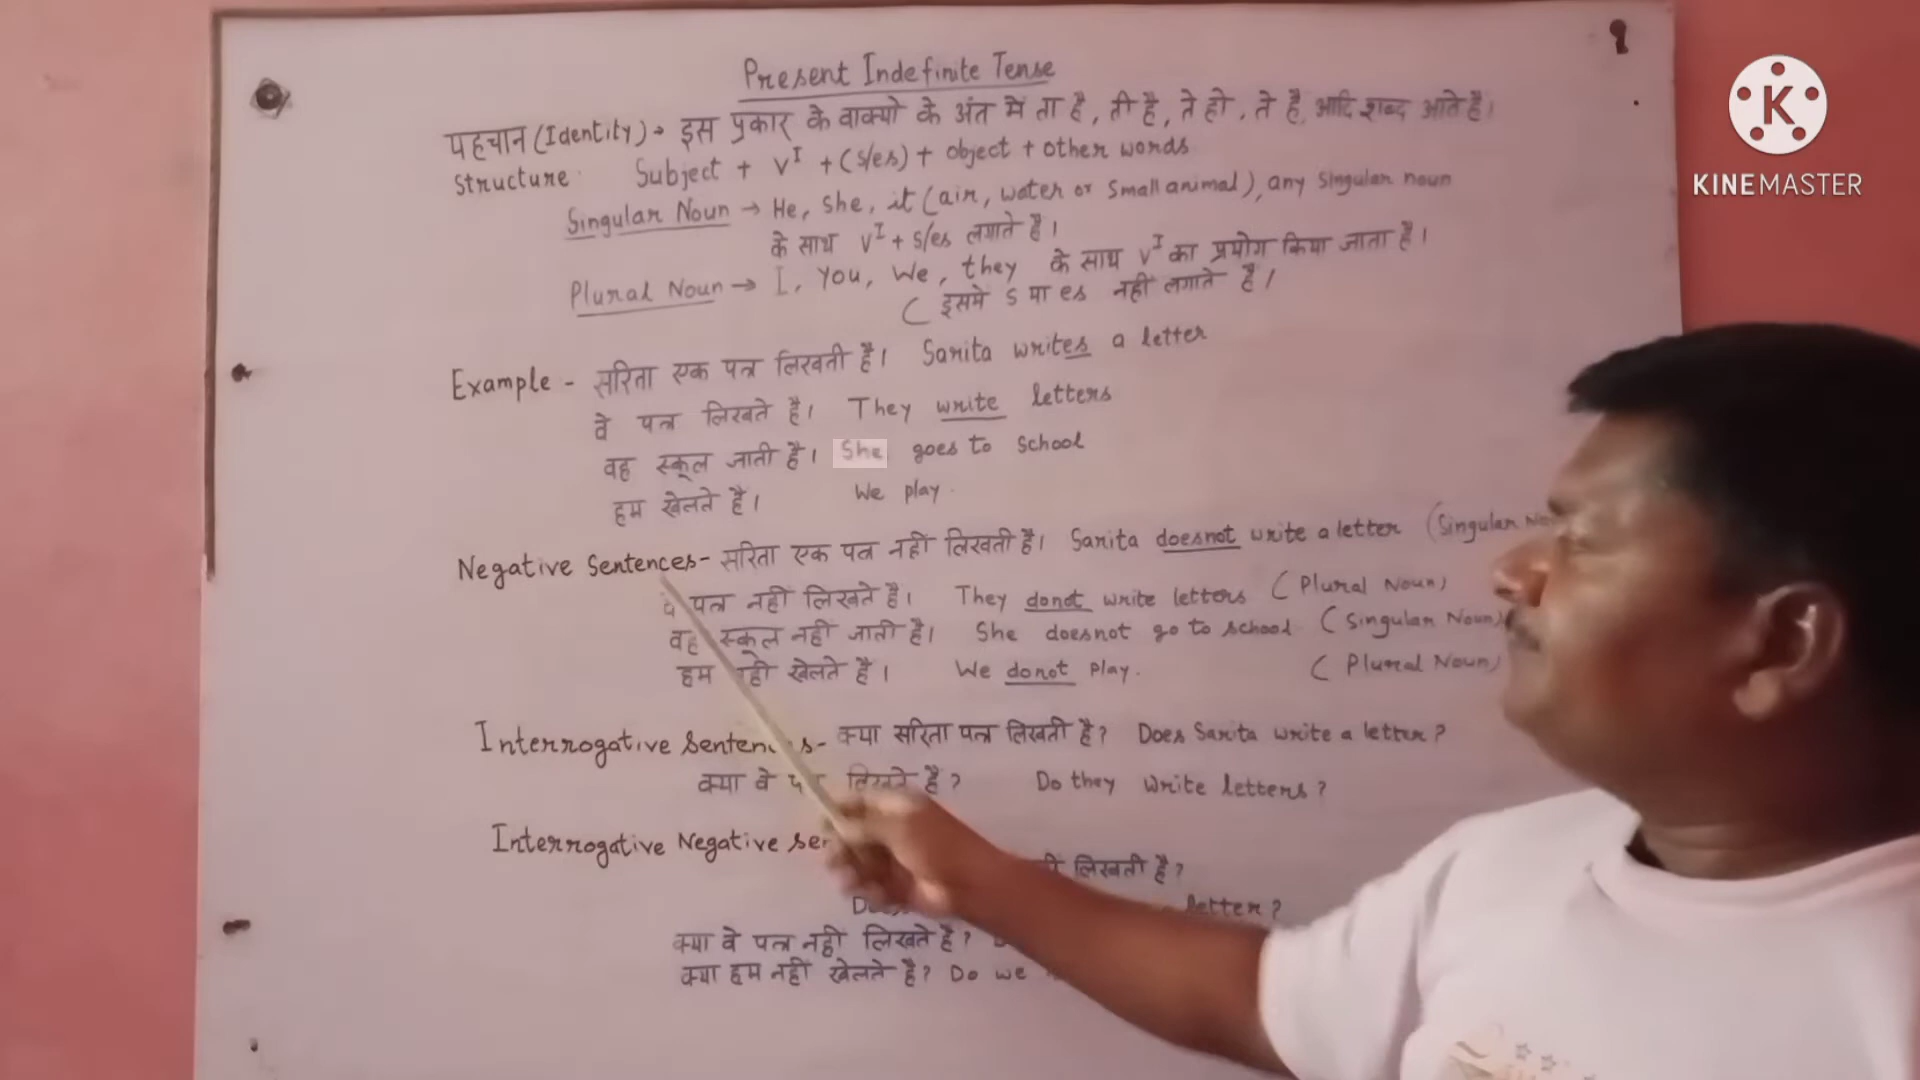 Present Indefinite Tense
पहचान (Identity) → इस प्रकार के वाक्यो के अंत मे ता है, ती है, ते हो, ते है, आदि शब्द आते है।
Structure: Subject + V^I + (s/es) + object + other words
Singular Noun → He, She, it (air, water or small animal), any singular noun
के साथ V^I + s/es लगाते है।
Plural Noun → I, You, We, they के साथ V^I का प्रयोग किया जाता है।
( इसमे s या es नहीं लगाते है।
Example - सरिता एक पत्र लिखती है। Sarita writes a letter
वे पत्र लिखते है। They write letters
वह स्कूल जाती है। She goes to school
हम खेलते है। We play.
Negative Sentences- सरिता एक पत्र नहीं लिखती है। Sarita doesnot write a letter (Singular
पत्र नहीं लिखते है। They donot write letters (Plural Noun)
वह स्कूल नहीं जाती है। She doesnot go to school (Singular Noun)
हम खेलते है। We donot Play. (Plural Noun)
Interrogative Sentences- क्या सरिता पत्र लिखती है? Does Sarita write a letter?
क्या वे लिखते है? Do they write letters?
Interrogative Negative
लिखती है?
letter?
क्या वे पत्र नही लिखते है?
क्या हम नहीं खेलते है? Do we
KINEMASTER